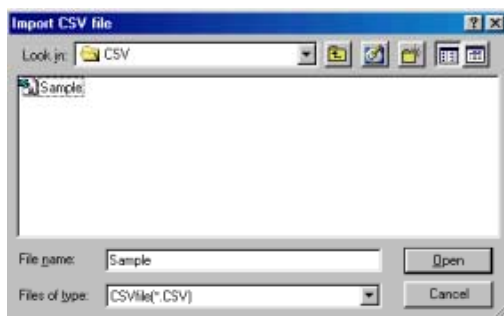 Import CSV file
Look in: CSV
Sample
File name: Sample
Open
Files of type: CSVfile(*.CSV)
Cancel